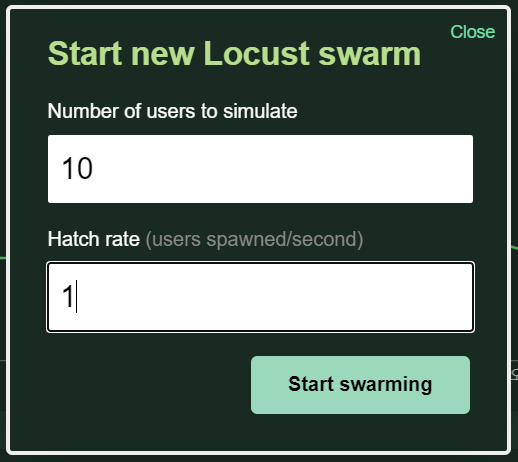 Close
Start new Locust swarm
Number of users to simulate
10
Hatch rate (users spawned/second)
1
Start swarming